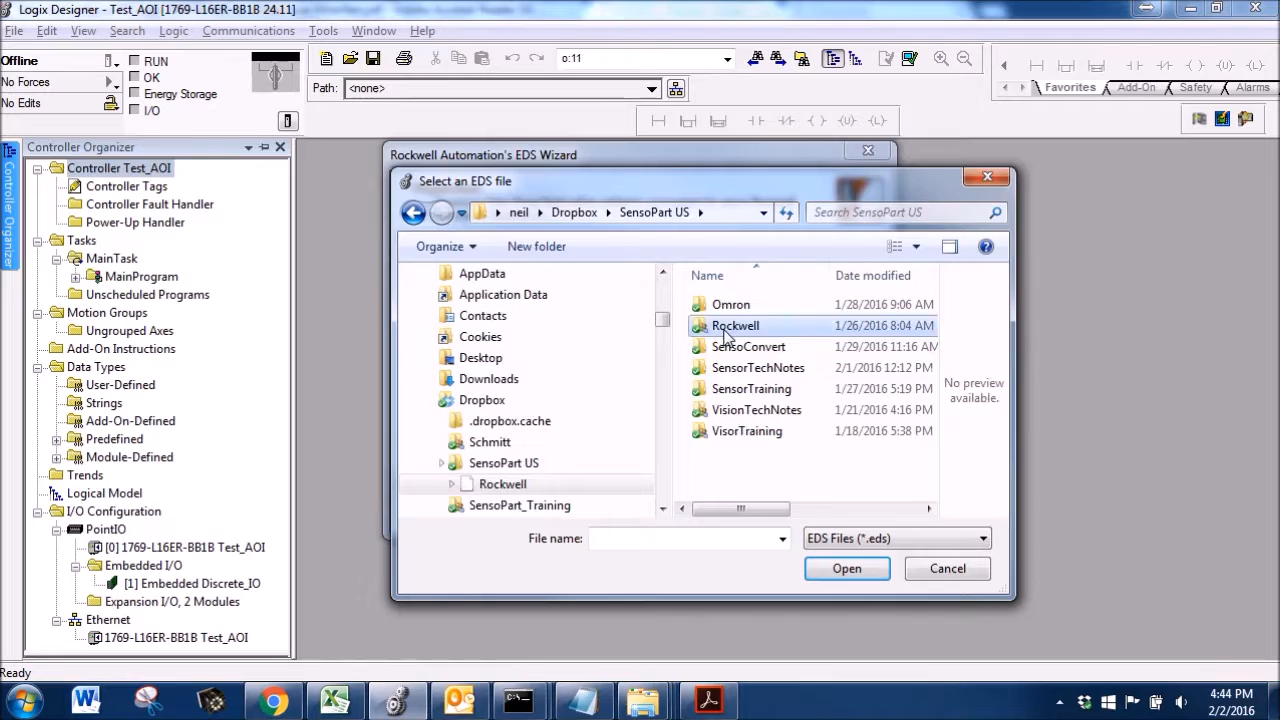 Logix Designer - Test_AOI [1769-L16ER-BB1B 24.11]
File Edit View Search Logic Communications Tools Window Help
Offline
RUN
No Forces
OK
No Edits
Energy Storage
I/O
o:11
Path: <none>
Favorites Add-On Safety Alarms
Controller Organizer
Controller Organizer
Controller Test_AOI
Controller Tags
Controller Fault Handler
Power-Up Handler
Tasks
MainTask
MainProgram
Unscheduled Programs
Motion Groups
Ungrouped Axes
Add-On Instructions
Data Types
User-Defined
Strings
Add-On-Defined
Predefined
Module-Defined
Trends
Logical Model
I/O Configuration
PointIO
[0] 1769-L16ER-BB1B Test_AOI
Embedded I/O
[1] Embedded Discrete_IO
Expansion I/O, 2 Modules
Ethernet
1769-L16ER-BB1B Test_AOI
Ready
Rockwell Automation's EDS Wizard
Select an EDS file
neil Dropbox SensoPart US
Search SensoPart US
Organize New folder
AppData
Application Data
Contacts
Cookies
Desktop
Downloads
Dropbox
.dropbox.cache
Schmitt
SensoPart US
Rockwell
SensoPart_Training
Name Date modified
Omron 1/28/2016 9:06 AM
Rockwell 1/26/2016 8:04 AM
SensoConvert 1/29/2016 11:16 AM
SensorTechNotes 2/1/2016 12:12 PM
SensorTraining 1/27/2016 5:19 PM
VisionTechNotes 1/21/2016 4:16 PM
VisorTraining 1/18/2016 5:38 PM
No preview
available.
File name:
EDS Files (*.eds)
Open Cancel
4:44 PM
2/2/2016